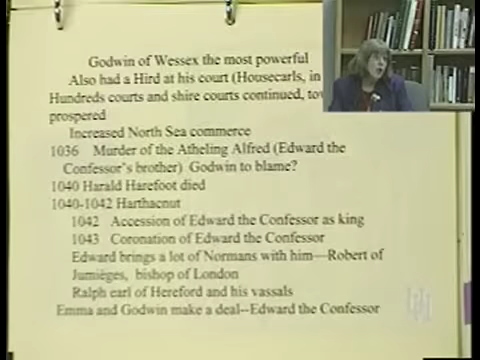 Godwin of Wessex the most powerful
Also had a Hird at his court (Housecarls, in
Hundreds courts and shire courts continued,
prospered
Increased North Sea commerce
1036 Murder of the Atheling Alfred (Edward the
Confessor's brother) Godwin to blame?
1040 Harald Harefoot died
1040-1042 Harthacnut
1042 Accession of Edward the Confessor as king
1043 Coronation of Edward the Confessor
Edward brings a lot of Normans with him—Robert of
Jumièges, bishop of London
Ralph earl of Hereford and his vassals
Emma and Godwin make a deal--Edward the Confessor